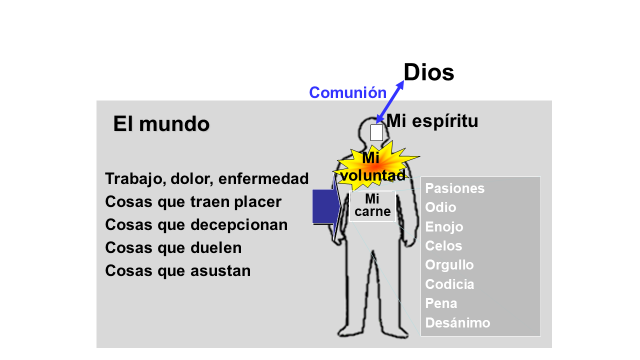 Dios
Comunión
El mundo
Mi espíritu
Mi
voluntad
Trabajo, dolor, enfermedad
Cosas que traen placer
Cosas que decepcionan
Cosas que duelen
Cosas que asustan
Mi
carne
Pasiones
Odio
Enojo
Celos
Orgullo
Codicia
Pena
Desánimo